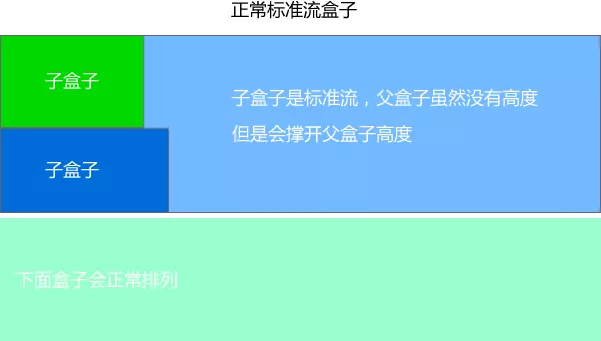 正常标准流盒子
子盒子
子盒子是标准流，父盒子虽然没有高度
但是会撑开父盒子高度
子盒子
下面盒子会正常排列